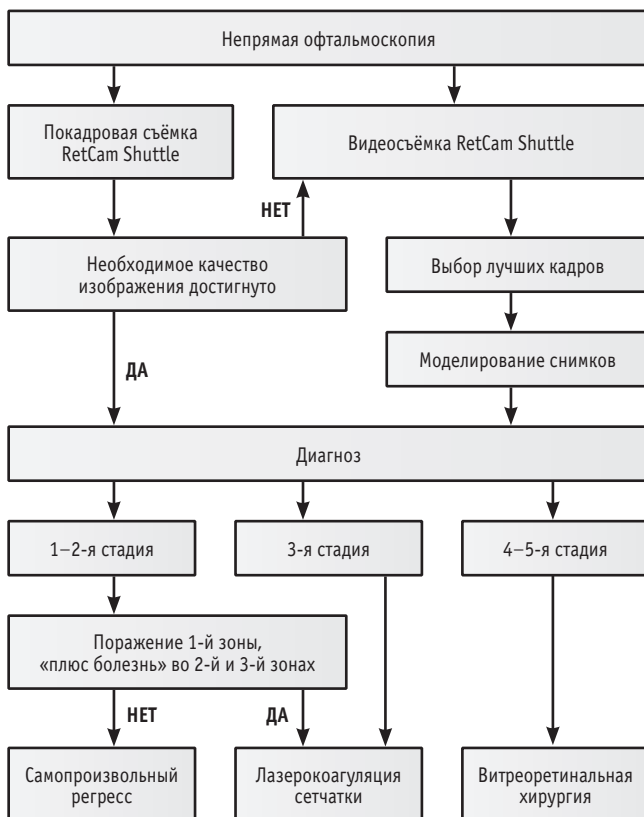 Непрямая офтальмоскопия
Покадровая съёмка
RetCam Shuttle
Видеосъёмка RetCam Shuttle
НЕТ
Необходимое качество
изображения достигнуто
Выбор лучших кадров
ДА
Моделирование снимков
Диагноз
1–2-я стадия
3-я стадия
4–5-я стадия
Поражение 1-й зоны,
«плюс болезнь» во 2-й и 3-й зонах
НЕТ
ДА
Самопроизвольный
регресс
Лазерокоагуляция
сетчатки
Витреоретинальная
хирургия